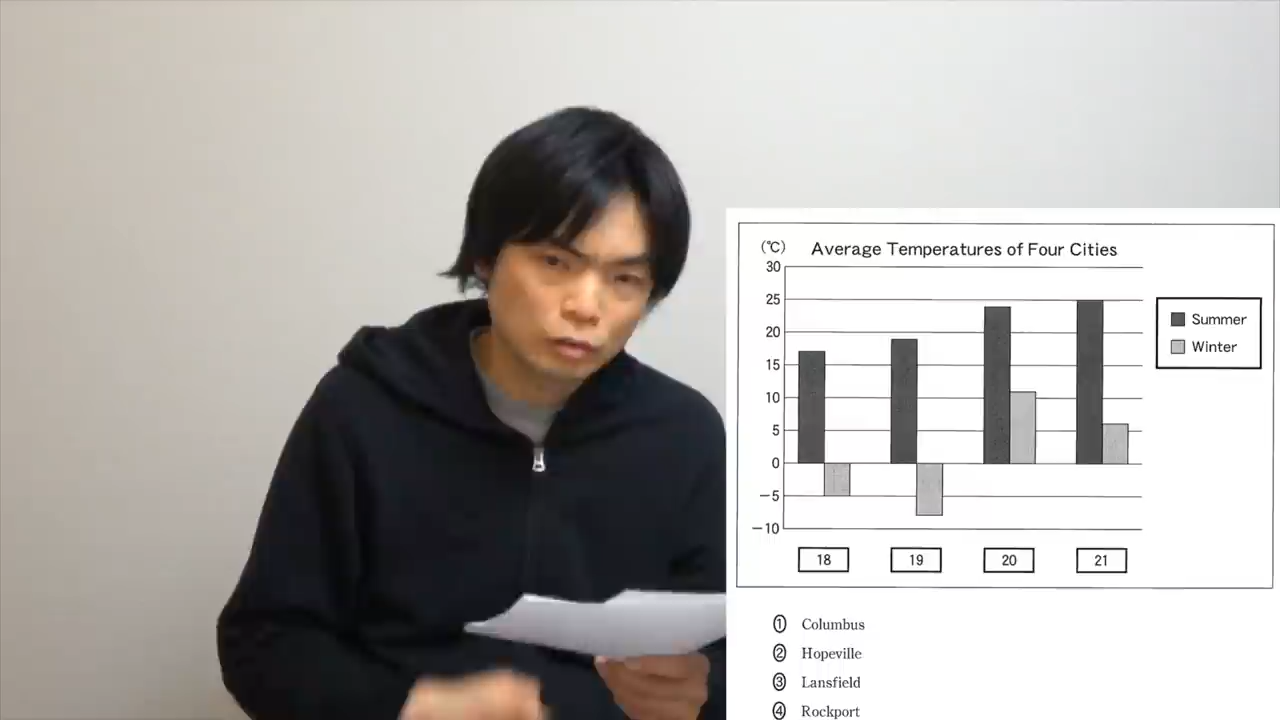 (℃) Average Temperatures of Four Cities
30
25
20
15
10
5
0
−5
−10
Summer
Winter
18 19 20 21
① Columbus
② Hopeville
③ Lansfield
④ Rockport